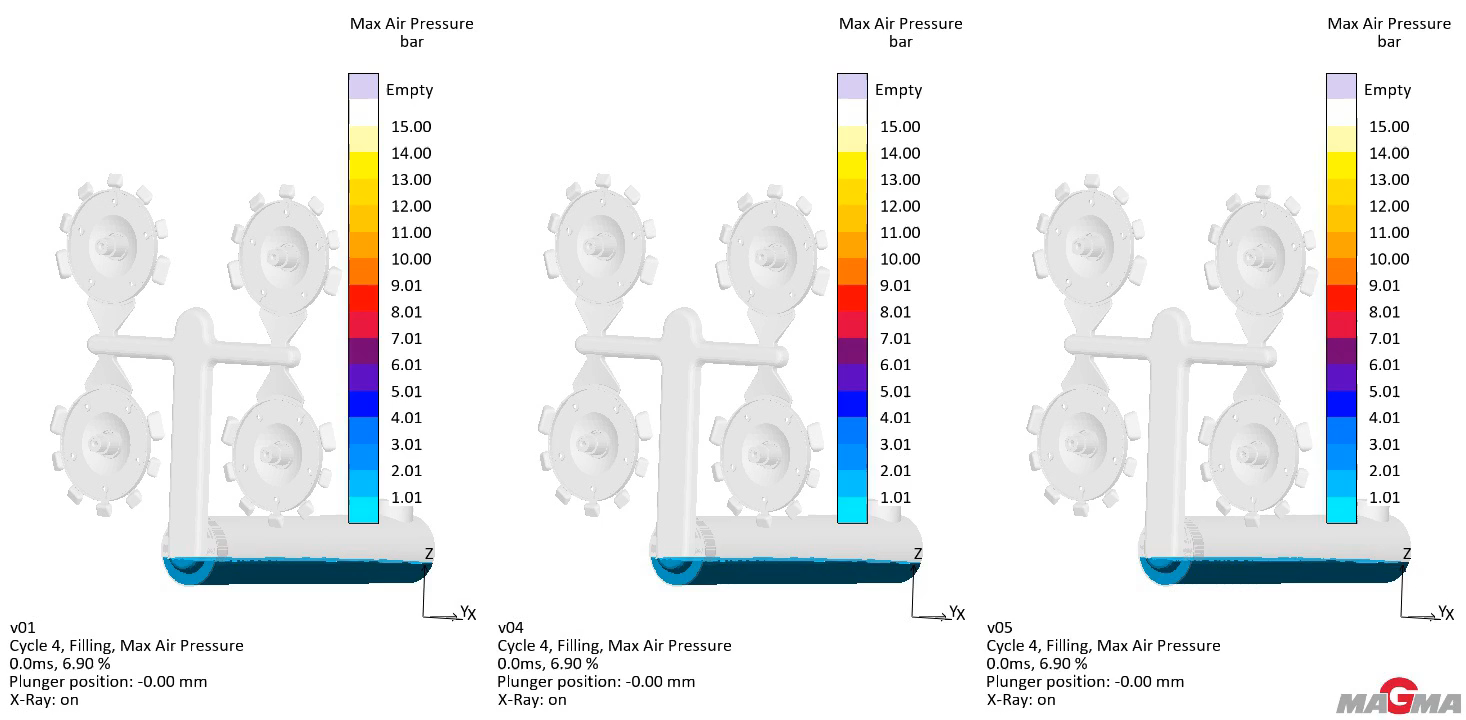 Max Air Pressure
bar
Empty
15.00
14.00
13.00
12.00
11.00
10.00
9.01
8.01
7.01
6.01
5.01
4.01
3.01
2.01
1.01
Z
Y X
v01
Cycle 4, Filling, Max Air Pressure
0.0ms, 6.90 %
Plunger position: -0.00 mm
X-Ray: on
Max Air Pressure
bar
Empty
15.00
14.00
13.00
12.00
11.00
10.00
9.01
8.01
7.01
6.01
5.01
4.01
3.01
2.01
1.01
Z
Y X
v04
Cycle 4, Filling, Max Air Pressure
0.0ms, 6.90 %
Plunger position: -0.00 mm
X-Ray: on
Max Air Pressure
bar
Empty
15.00
14.00
13.00
12.00
11.00
10.00
9.01
8.01
7.01
6.01
5.01
4.01
3.01
2.01
1.01
Z
Y X
v05
Cycle 4, Filling, Max Air Pressure
0.0ms, 6.90 %
Plunger position: -0.00 mm
X-Ray: on
MAGMA